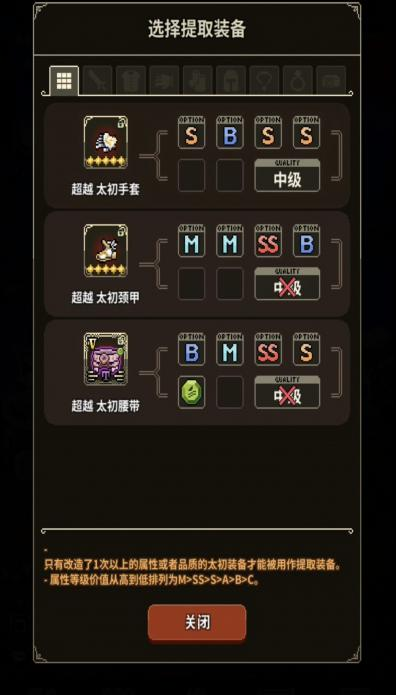 选择提取装备
OPTION OPTION OPTION OPTION
S B S S
QUALITY
中级
超越 太初手套
OPTION OPTION OPTION OPTION
M M SS B
QUALITY
中级
超越 太初颈甲
V
OPTION OPTION OPTION OPTION
B M SS S
QUALITY
中级
超越 太初腰带
-
只有改造了1次以上的属性或者品质的太初装备才能被用作提取装备。
- 属性等级价值从高到低排列为M>SS>S>A>B>C。
关闭